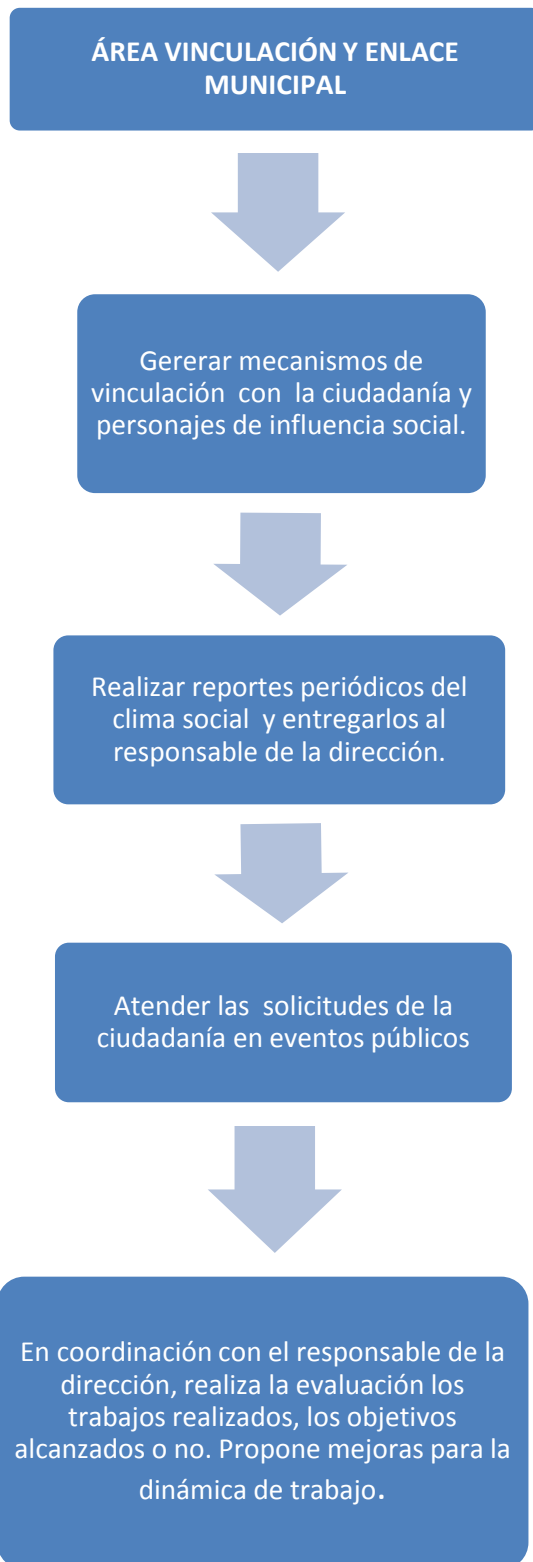 ÁREA VINCULACIÓN Y ENLACE
MUNICIPAL
Gererar mecanismos de
vinculación con la ciudadanía y
personajes de influencia social.
Realizar reportes periódicos del
clima social y entregarlos al
responsable de la dirección.
Atender las solicitudes de la
ciudadanía en eventos públicos
En coordinación con el responsable de la
dirección, realiza la evaluación los
trabajos realizados, los objetivos
alcanzados o no. Propone mejoras para la
dinámica de trabajo.